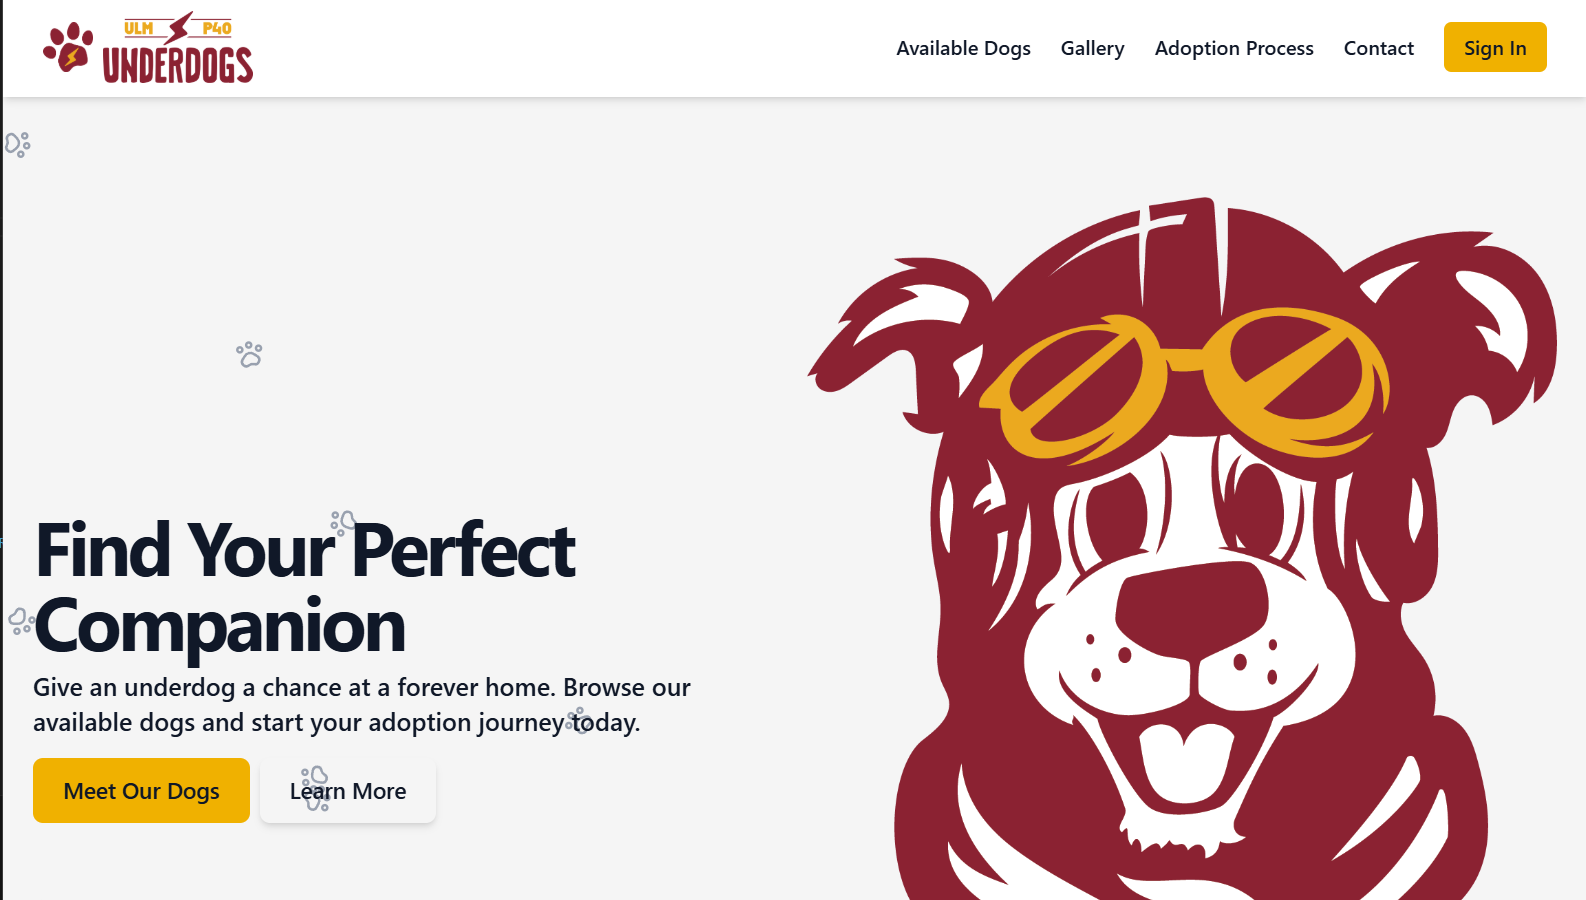 ULM P40
UNDERDOGS
Available Dogs
Gallery
Adoption Process
Contact
Sign In
Find Your Perfect
Companion
Give an underdog a chance at a forever home. Browse our
available dogs and start your adoption journey today.
Meet Our Dogs
Learn More